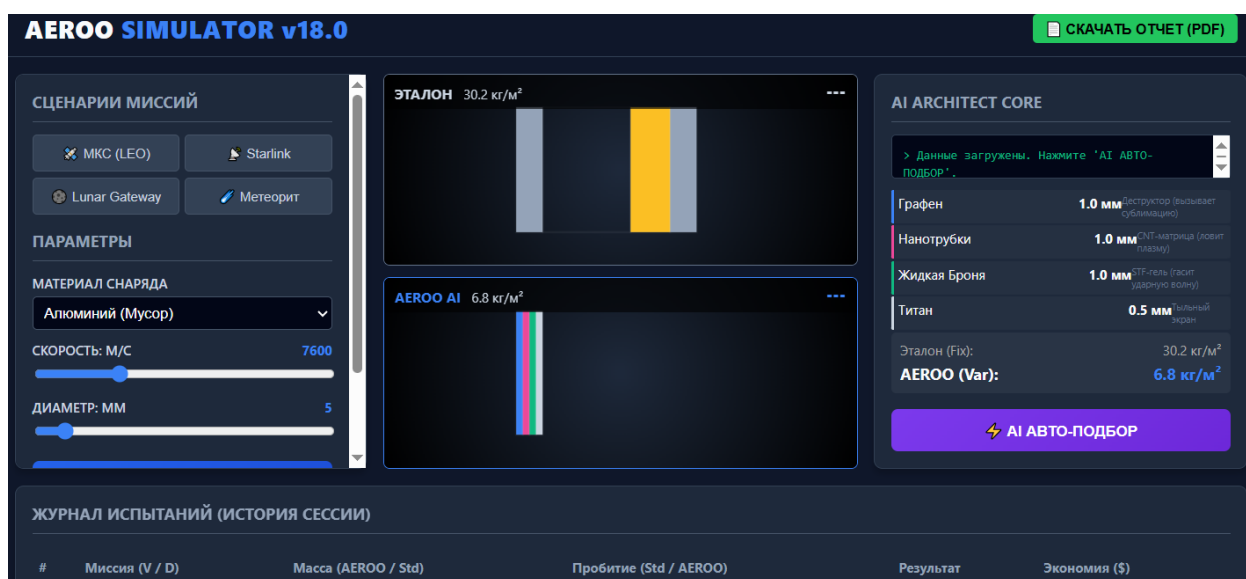 AEROO SIMULATOR v18.0
СКАЧАТЬ ОТЧЕТ (PDF)
СЦЕНАРИИ МИССИЙ
МКС (LEO)
Starlink
Lunar Gateway
Метеорит
ПАРАМЕТРЫ
МАТЕРИАЛ СНАРЯДА
Алюминий (Мусор)
СКОРОСТЬ: М/С 7600
ДИАМЕТР: ММ 5
ЭТАЛОН 30.2 кг/м² ---
AEROO AI 6.8 кг/м² ---
AI ARCHITECT CORE
> Данные загружены. Нажмите 'AI АВТО-
ПОДБОР'.
Графен 1.0 мм Деструктор (вызывает
сублимацию)
Нанотрубки 1.0 мм CNT-матрица (ловит
плазму)
Жидкая Броня 1.0 мм STF-гель (гасит
ударную волну)
Титан 0.5 мм Тыльный
экран
Эталон (Fix): 30.2 кг/м²
AEROO (Var): 6.8 кг/м²
AI АВТО-ПОДБОР
ЖУРНАЛ ИСПЫТАНИЙ (ИСТОРИЯ СЕССИИ)
# Миссия (V / D) Масса (AEROO / Std) Пробитие (Std / AEROO) Результат Экономия ($)